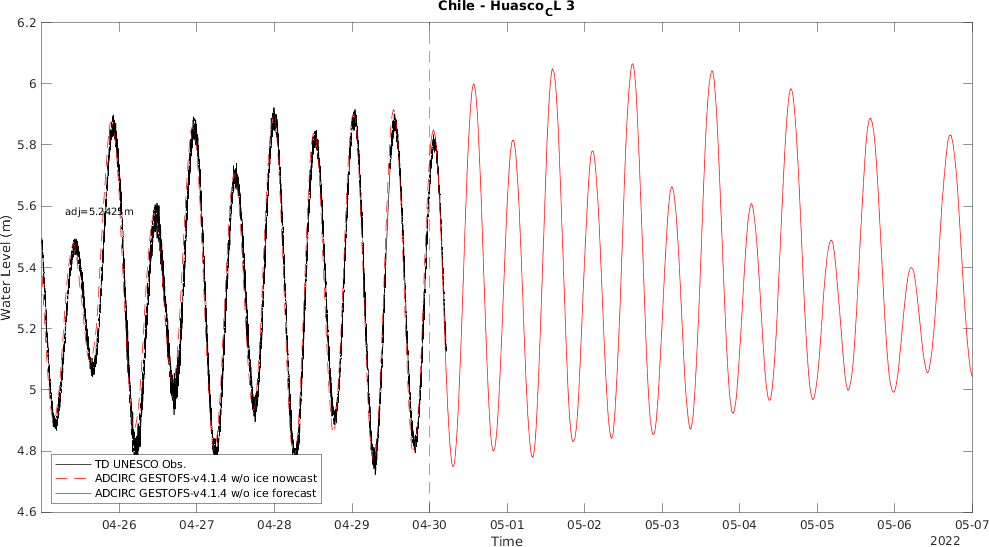 Chile - Huasco_CL 3
6.2
6
5.8
5.6
5.4
5.2
5
4.8
4.6
Water Level (m)
adj=5.2425m
TD UNESCO Obs.
ADCIRC GESTOFS-v4.1.4 w/o ice nowcast
ADCIRC GESTOFS-v4.1.4 w/o ice forecast
04-26 04-27 04-28 04-29 04-30 05-01 05-02 05-03 05-04 05-05 05-06 05-07
Time
2022